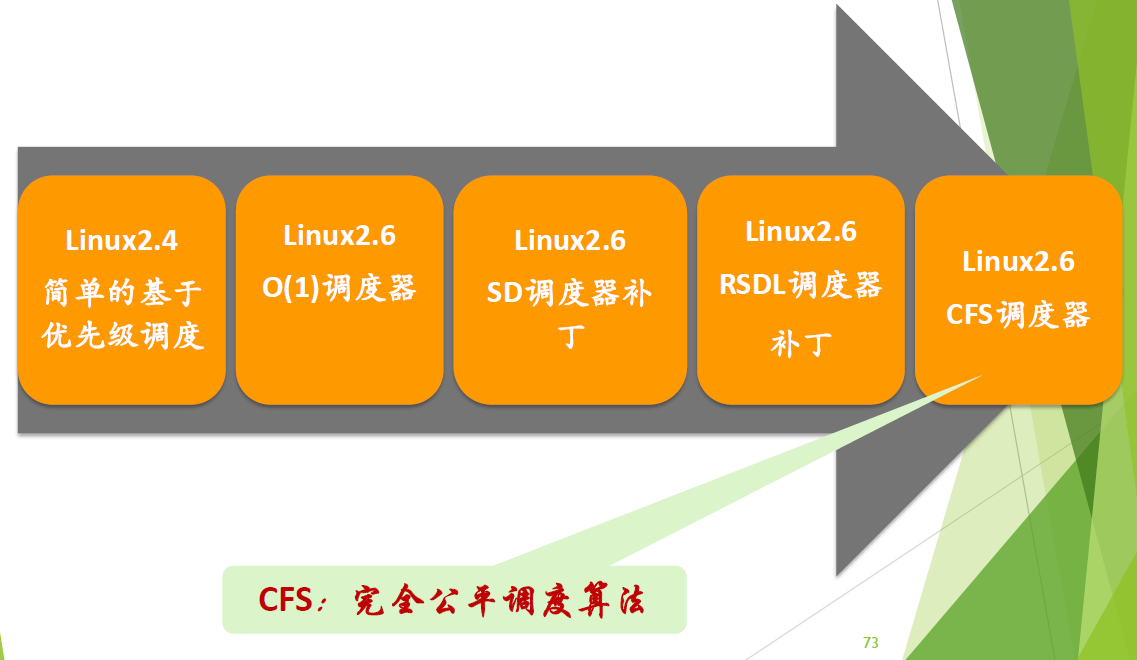 Linux2.4
简单的基于
优先级调度
Linux2.6
O(1)调度器
Linux2.6
SD调度器补
丁
Linux2.6
RSDL调度器
补丁
Linux2.6
CFS调度器
CFS：完全公平调度算法
73